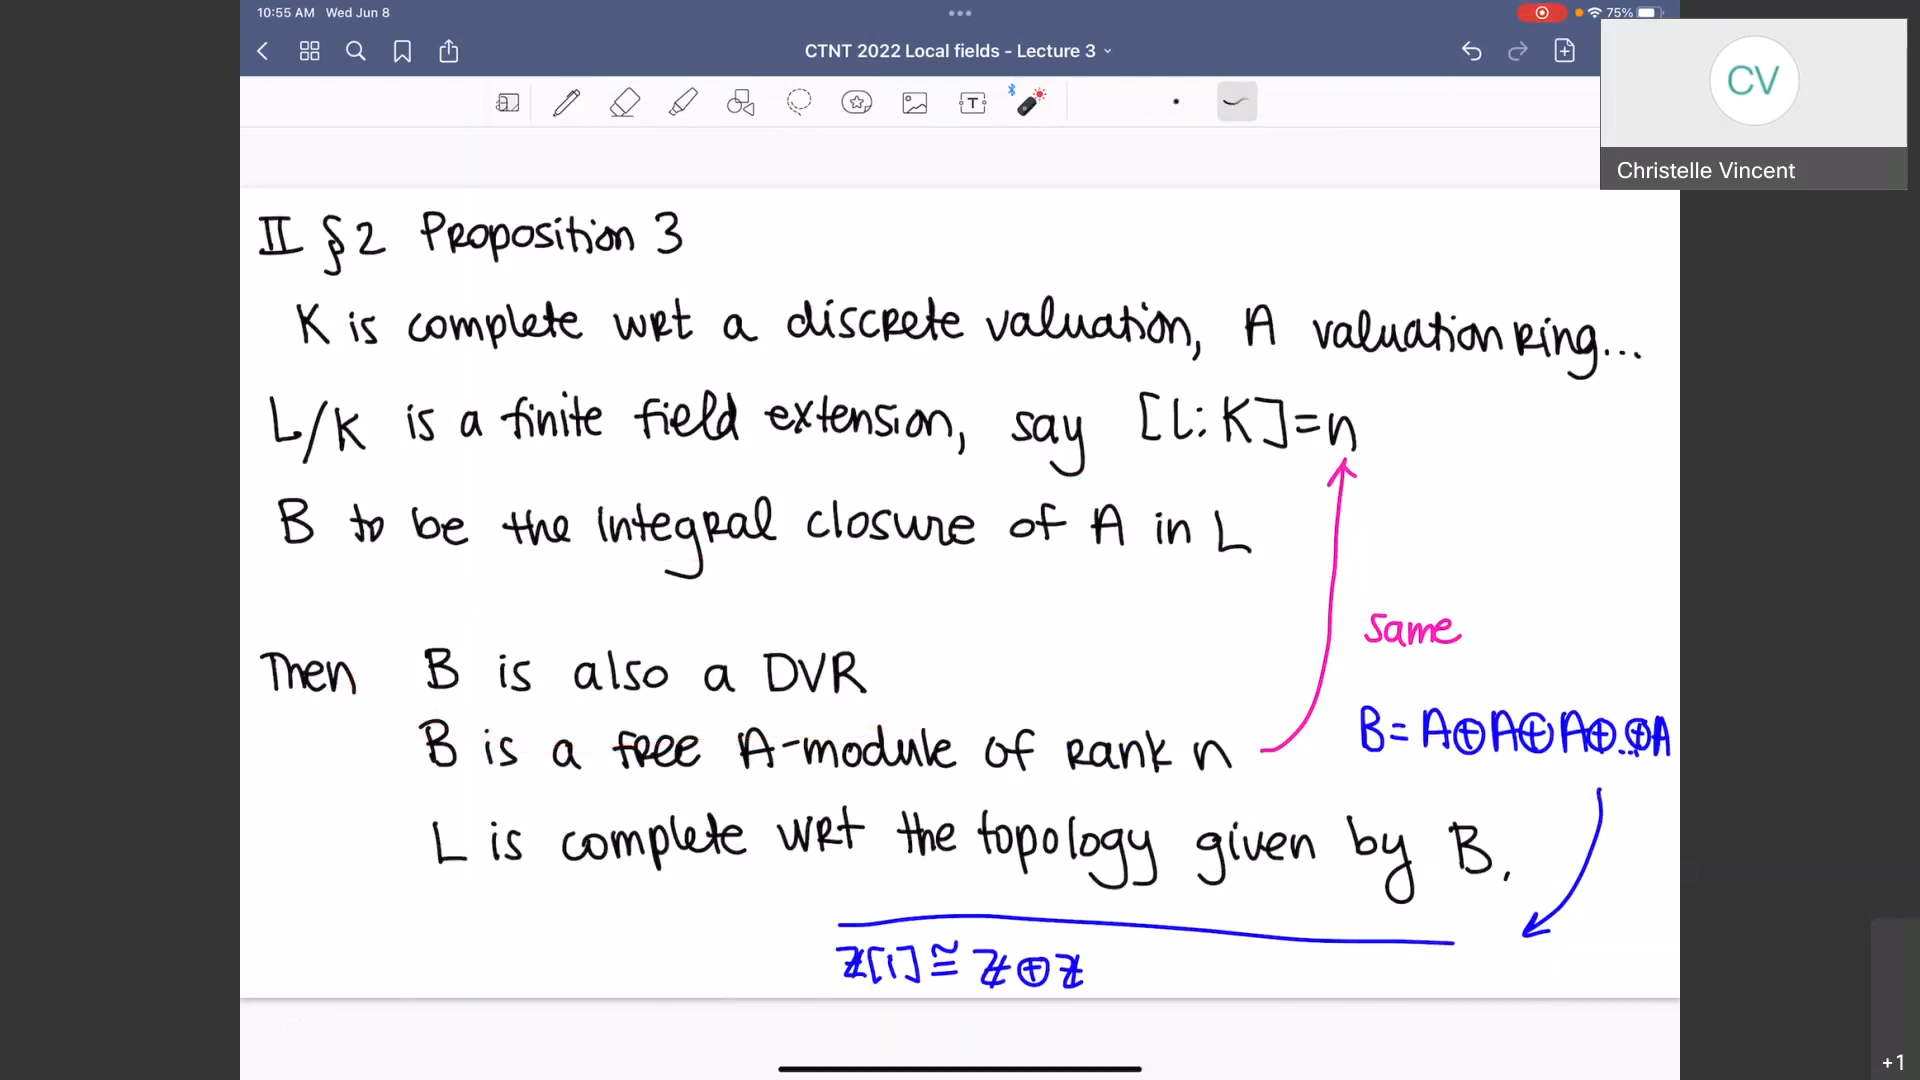 10:55 AM Wed Jun 8
75%
CTNT 2022 Local fields - Lecture 3
T
CV
Christelle Vincent
II §2 Proposition 3
K is complete wrt a discrete valuation, A valuation ring...
L/K is a finite field extension, say [L:K]=n
B to be the integral closure of A in L
same
Then B is also a DVR
B is a free A-module of rank n
B=A⊕A⊕A⊕...⊕A
L is complete wrt the topology given by B.
ℤ[i]≅ℤ⊕ℤ
+1